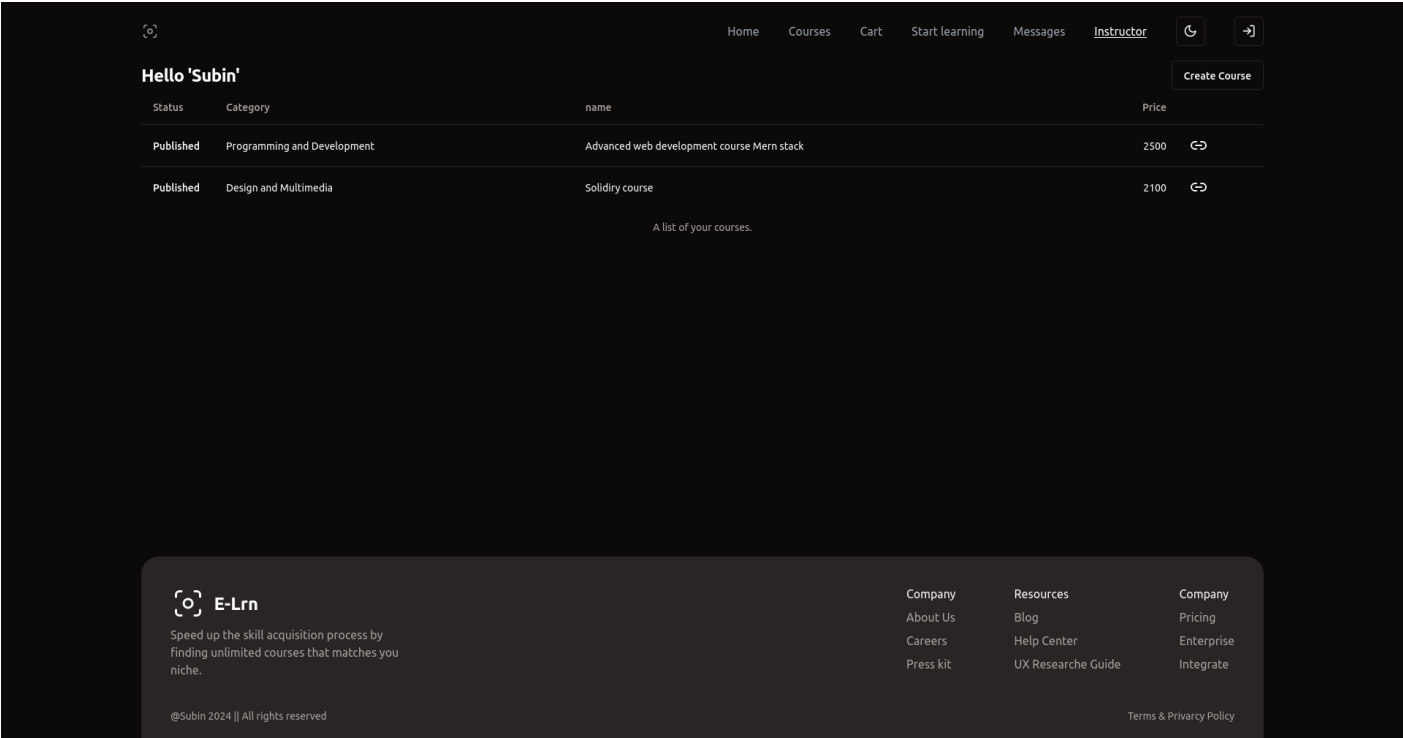 Home Courses Cart Start learning Messages Instructor
Hello 'Subin'
Create Course
Status Category name Price
Published Programming and Development Advanced web development course Mern stack 2500
Published Design and Multimedia Solidiry course 2100
A list of your courses.
E-Lrn
Speed up the skill acquisition process by
finding unlimited courses that matches you
niche.
Company
About Us
Careers
Press kit
Resources
Blog
Help Center
UX Researche Guide
Company
Pricing
Enterprise
Integrate
@Subin 2024 || All rights reserved
Terms & Privarcy Policy